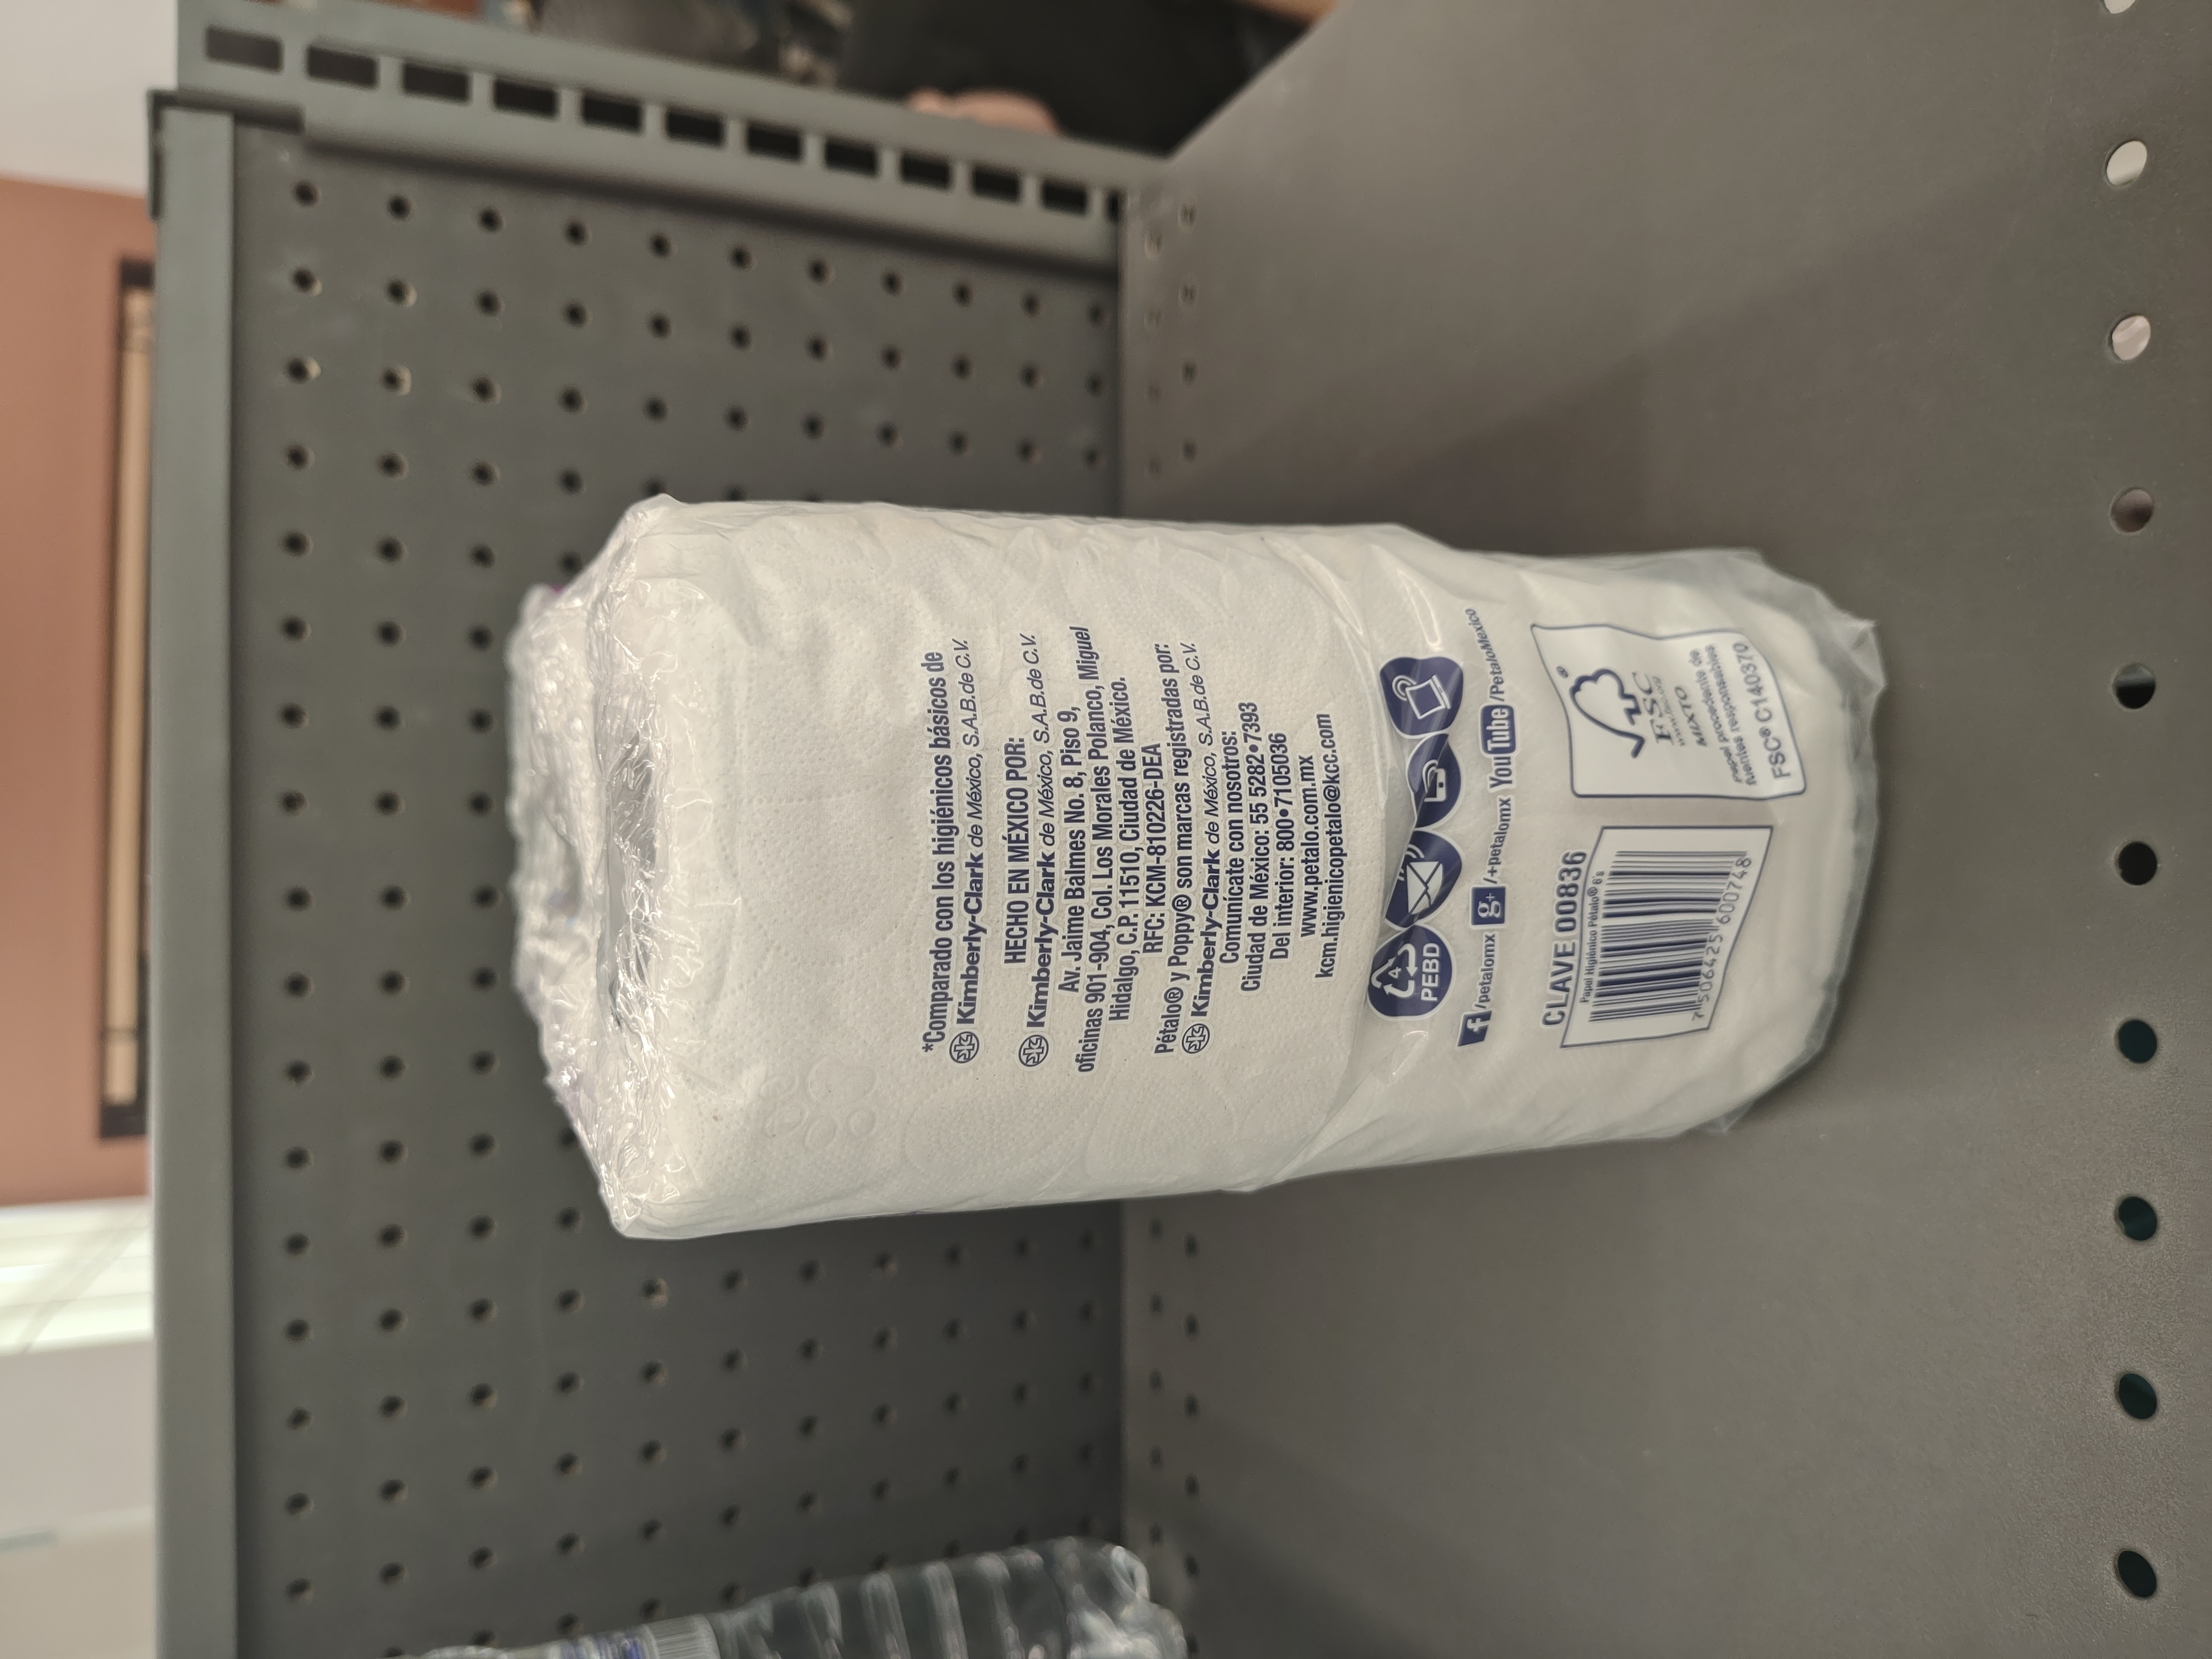 *Comparado con los higiénicos básicos de
Kimberly-Clark de México, S.A.B.de C.V.
HECHO EN MÉXICO POR:
Kimberly-Clark de México, S.A.B.de C.V.
Av. Jaime Balmes No. 8, Piso 9,
oficinas 901-904, Col. Los Morales Polanco, Miguel
Hidalgo, C.P. 11510, Ciudad de México.
RFC: KCM-810226-DEA
Pétalo® y Poppy® son marcas registradas por:
Kimberly-Clark de México, S.A.B.de C.V.
Comunícate con nosotros:
Ciudad de México: 55 5282•7393
Del interior: 800•7105036
www.petalo.com.mx
kcm.higienicopetalo@kcc.com
4
PEBD
f/petalomx g+/+petalomx YouTube/PetaloMexico
CLAVE 00836
Papel Higiénico Pétalo® 6's
7 506425 600748
®
FSC
www.fsc.org
MIXTO
Papel procedente de
fuentes responsables
FSC® C140370